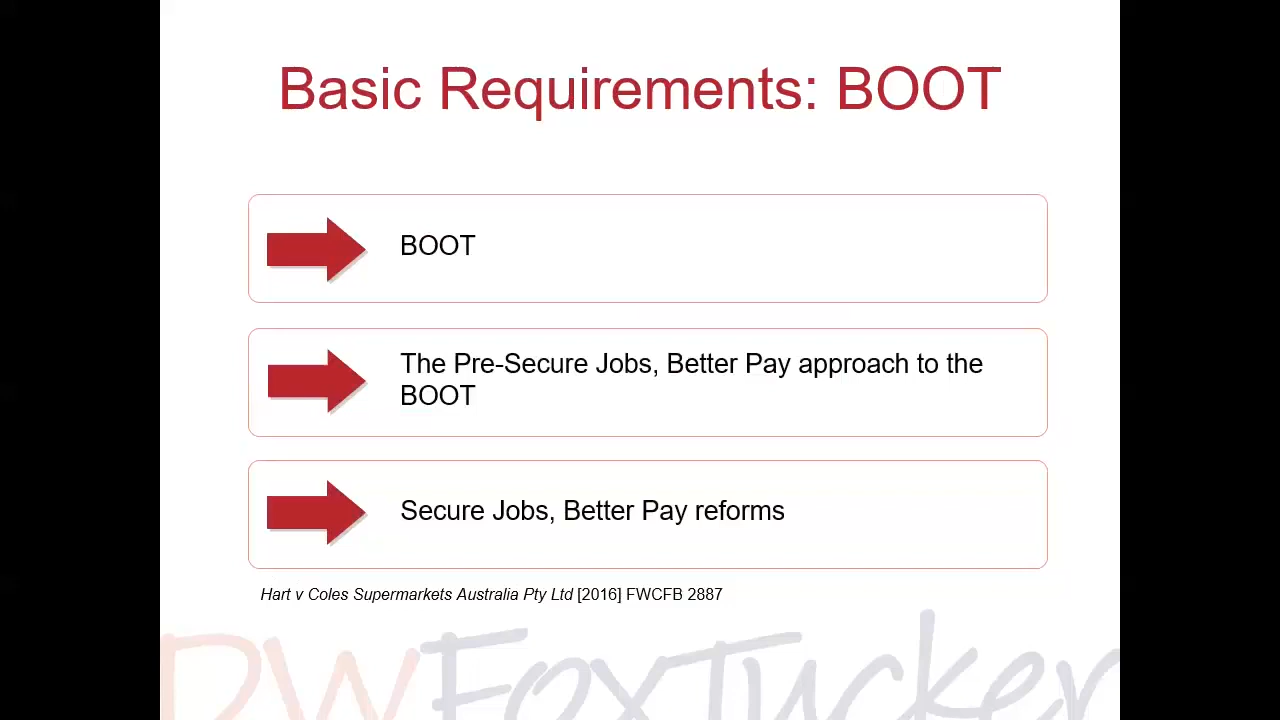 Basic Requirements: BOOT
BOOT
The Pre-Secure Jobs, Better Pay approach to the
BOOT
Secure Jobs, Better Pay reforms
Hart v Coles Supermarkets Australia Pty Ltd [2016] FWCFB 2887
DWFoxTucker